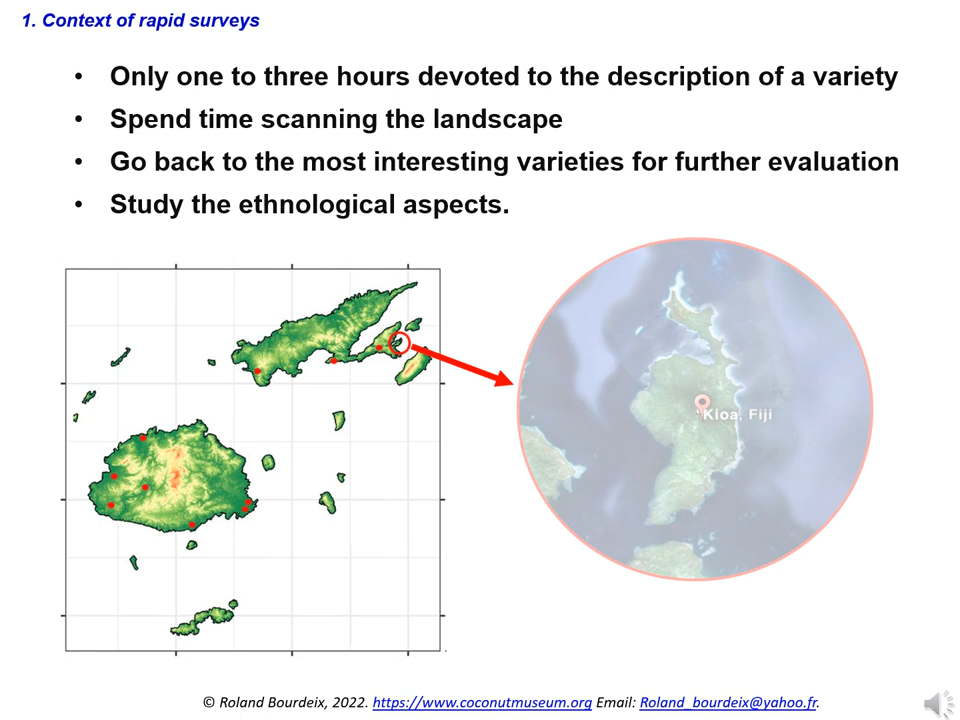 1. Context of rapid surveys
• Only one to three hours devoted to the description of a variety
• Spend time scanning the landscape
• Go back to the most interesting varieties for further evaluation
• Study the ethnological aspects.
Kioa, Fiji
© Roland Bourdeix, 2022. https://www.coconutmuseum.org Email: Roland_bourdeix@yahoo.fr.